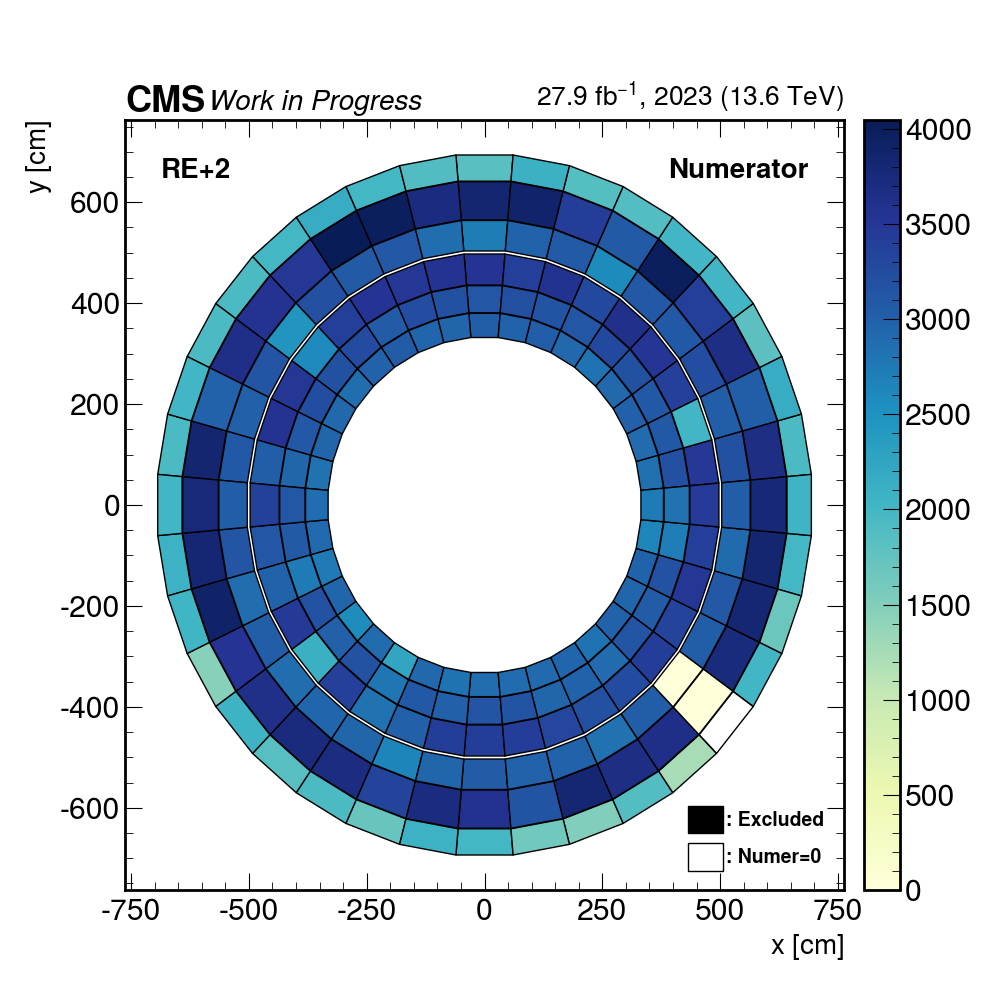 CMS Work in Progress 27.9 fb⁻¹, 2023 (13.6 TeV)
y [cm]
RE+2 Numerator
600
400
200
0
-200
-400
-600
-750 -500 -250 0 250 500 750
x [cm]
: Excluded
: Numer=0
4000
3500
3000
2500
2000
1500
1000
500
0